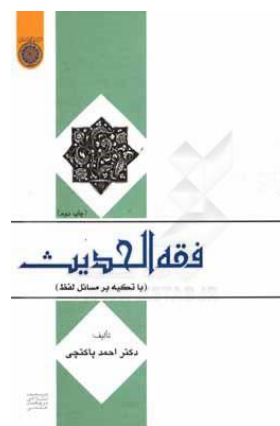 (چاپ دوم)
فقه الحدیث
(با تکیه بر مسائل لفظ)
تألیف:
دکتر احمد پاکتچی